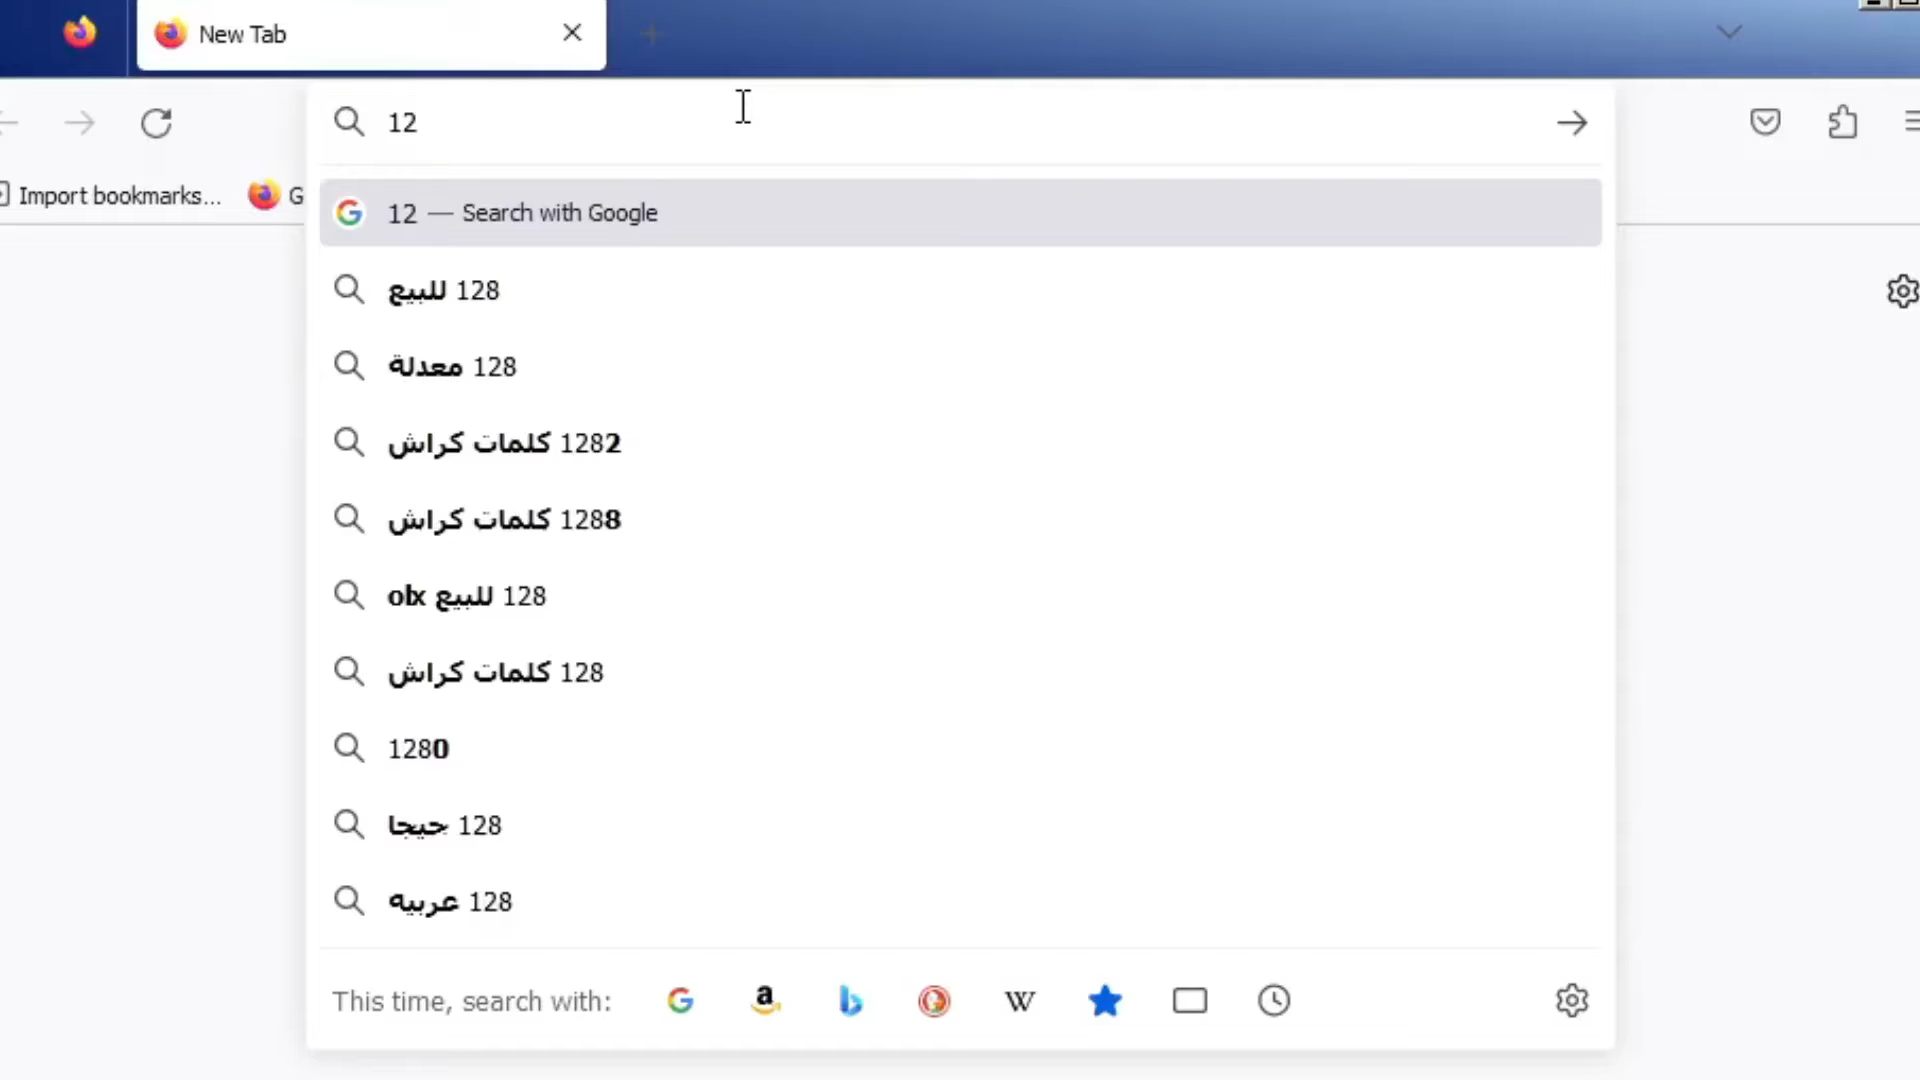 New Tab
12
Import bookmarks...
G
12 — Search with Google
128 للبيع
128 معدلة
1282 كلمات كراش
1288 كلمات كراش
128 للبيع olx
128 كلمات كراش
1280
128 جيجا
128 عربيه
This time, search with: